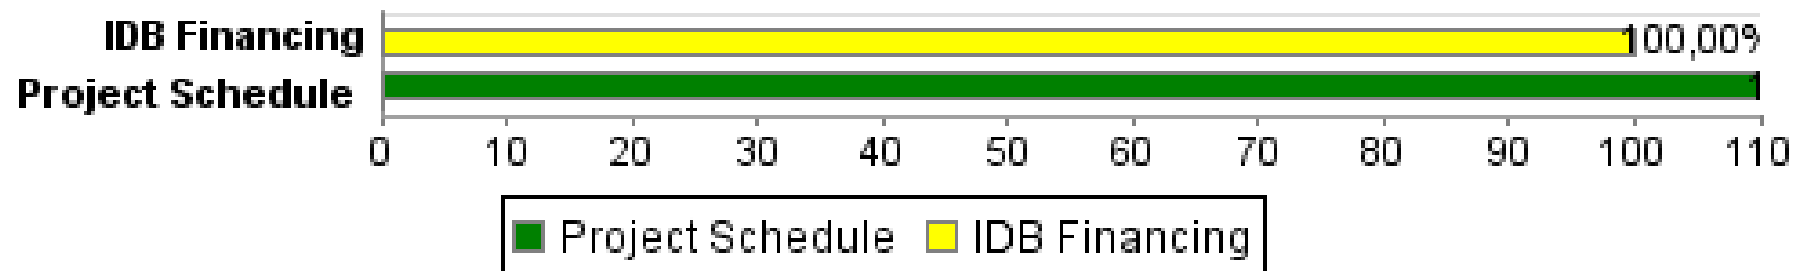 IDB Financing 100,00%
Project Schedule
0 10 20 30 40 50 60 70 80 90 100 110
Project Schedule IDB Financing